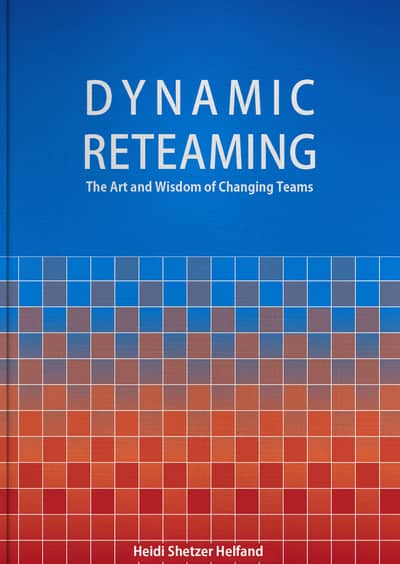 DYNAMIC
RETEAMING
The Art and Wisdom of Changing Teams
Heidi Shetzer Helfand